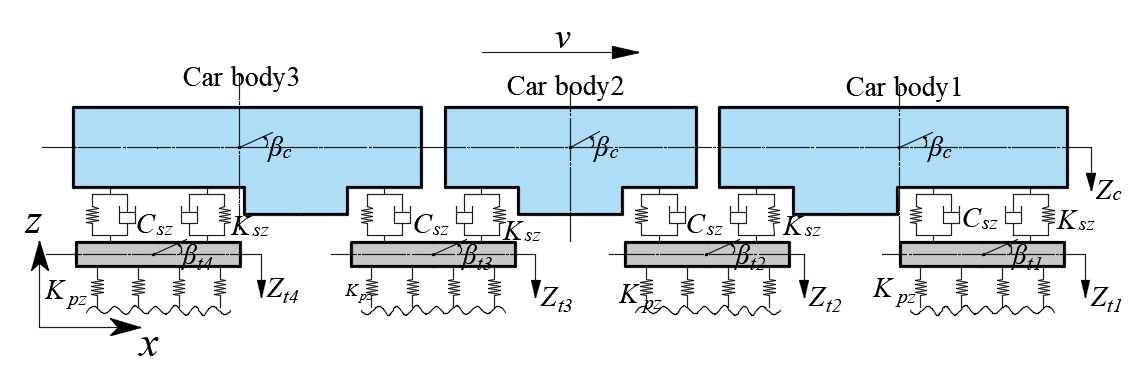 v
Car body3
Car body2
Car body1
βc
βc
βc
Zc
Csz
Ksz
Csz
Ksz
Csz
Ksz
Csz
Ksz
z
βt4
βt3
βt2
βt1
Kpz
Zt4
Kpz
Zt3
Kpz
Zt2
Kpz
Zt1
x